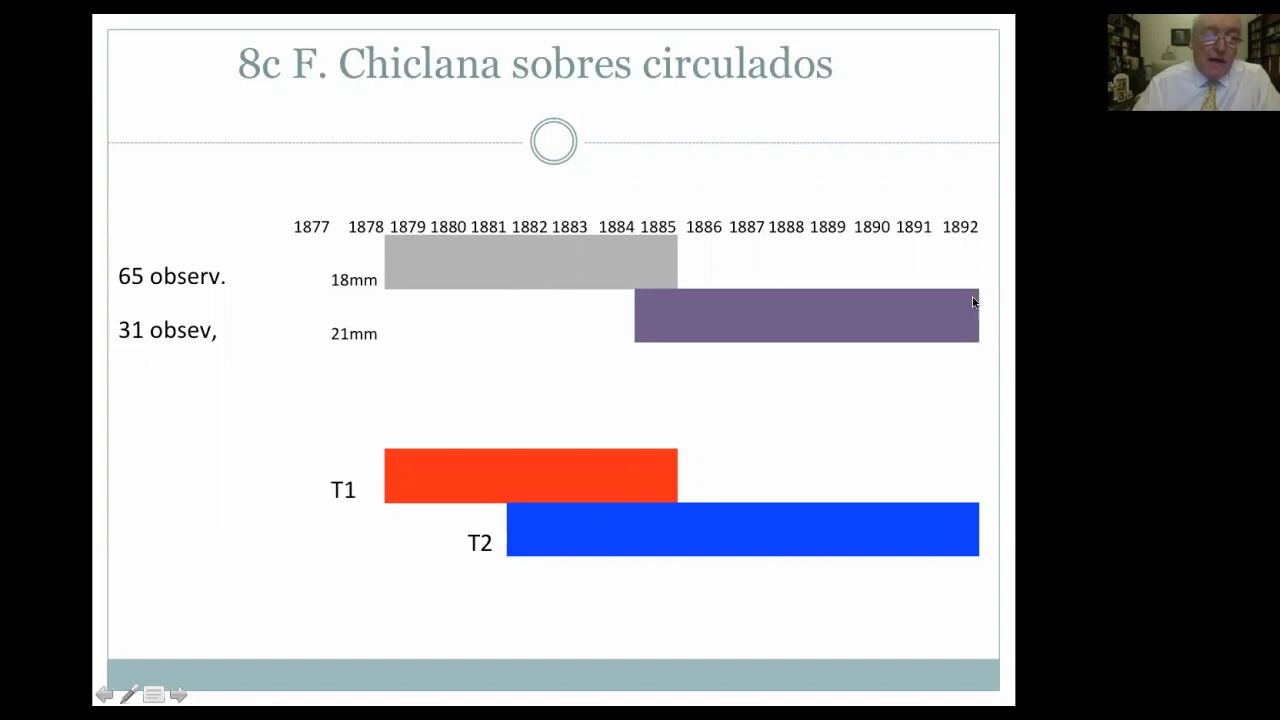 8c F. Chiclana sobres circulados
1877 1878 1879 1880 1881 1882 1883 1884 1885 1886 1887 1888 1889 1890 1891 1892
65 observ. 18mm
31 obsev, 21mm
T1
T2